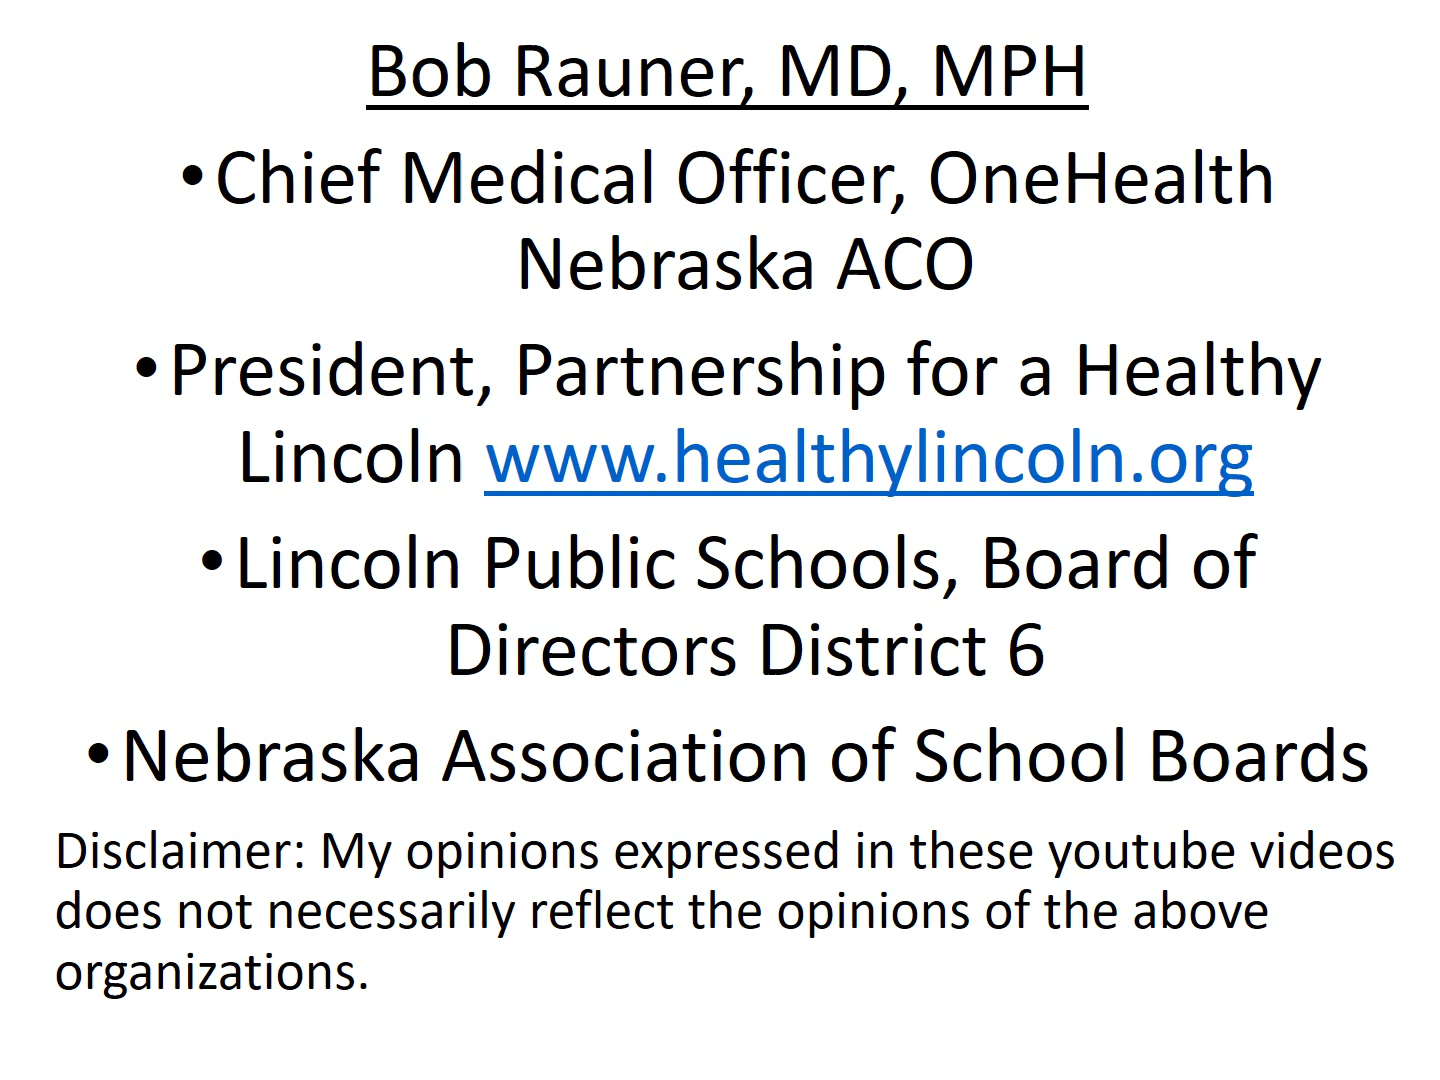 Bob Rauner, MD, MPH
•Chief Medical Officer, OneHealth
Nebraska ACO
•President, Partnership for a Healthy
Lincoln www.healthylincoln.org
•Lincoln Public Schools, Board of
Directors District 6
•Nebraska Association of School Boards
Disclaimer: My opinions expressed in these youtube videos
does not necessarily reflect the opinions of the above
organizations.